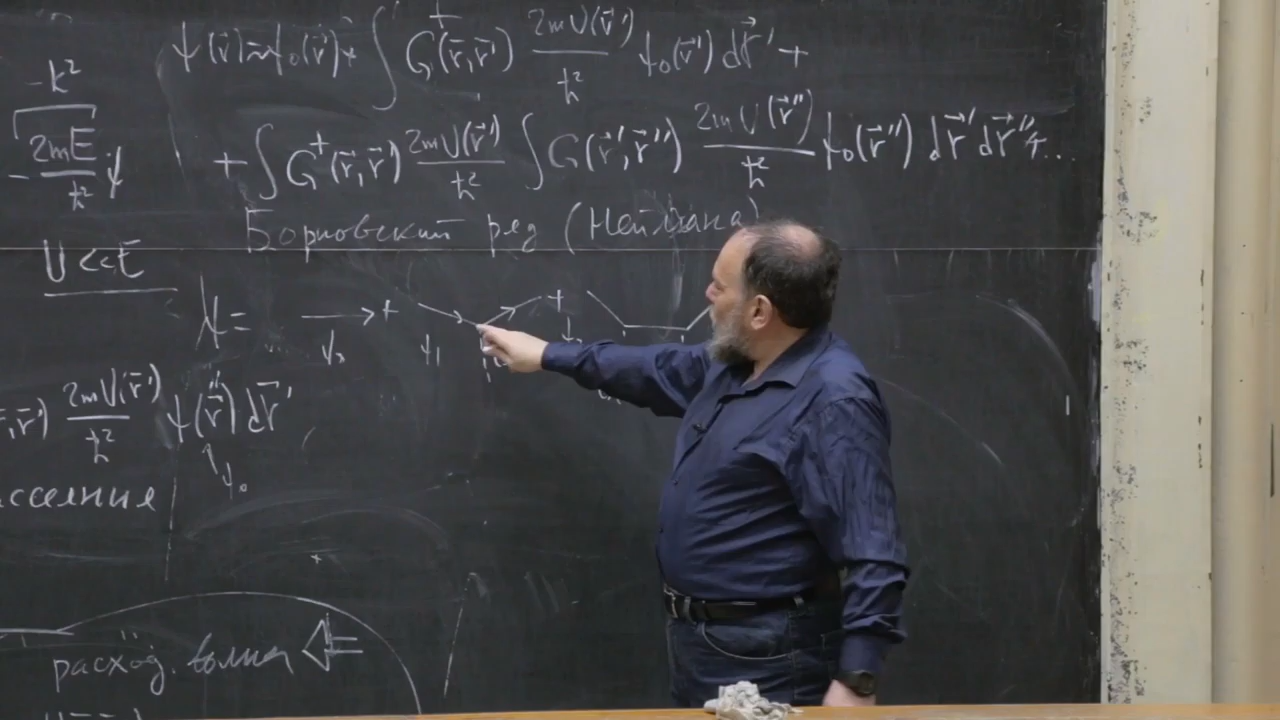 ψ(r⃗)≈ψ₀(r⃗)+ ∫ G⁺(r⃗,r⃗') 2mU(r⃗')/ħ² ψ₀(r⃗') dr⃗' +
-k²
- 2mE/ħ² ψ
+ ∫ G⁺(r⃗,r⃗') 2mU(r⃗')/ħ² ∫ G(r⃗',r⃗'') 2mU(r⃗'')/ħ² ψ₀(r⃗'') dr⃗' dr⃗'' + ...
Борновский ряд (Неймана)
U<<E
ψ = → + +
ψ₀ ψ₁
r⃗,r⃗') 2mU(r⃗')/ħ² ψ(r⃗'') dr⃗'
ψ₀
ссеяния
расход. волна ⇐